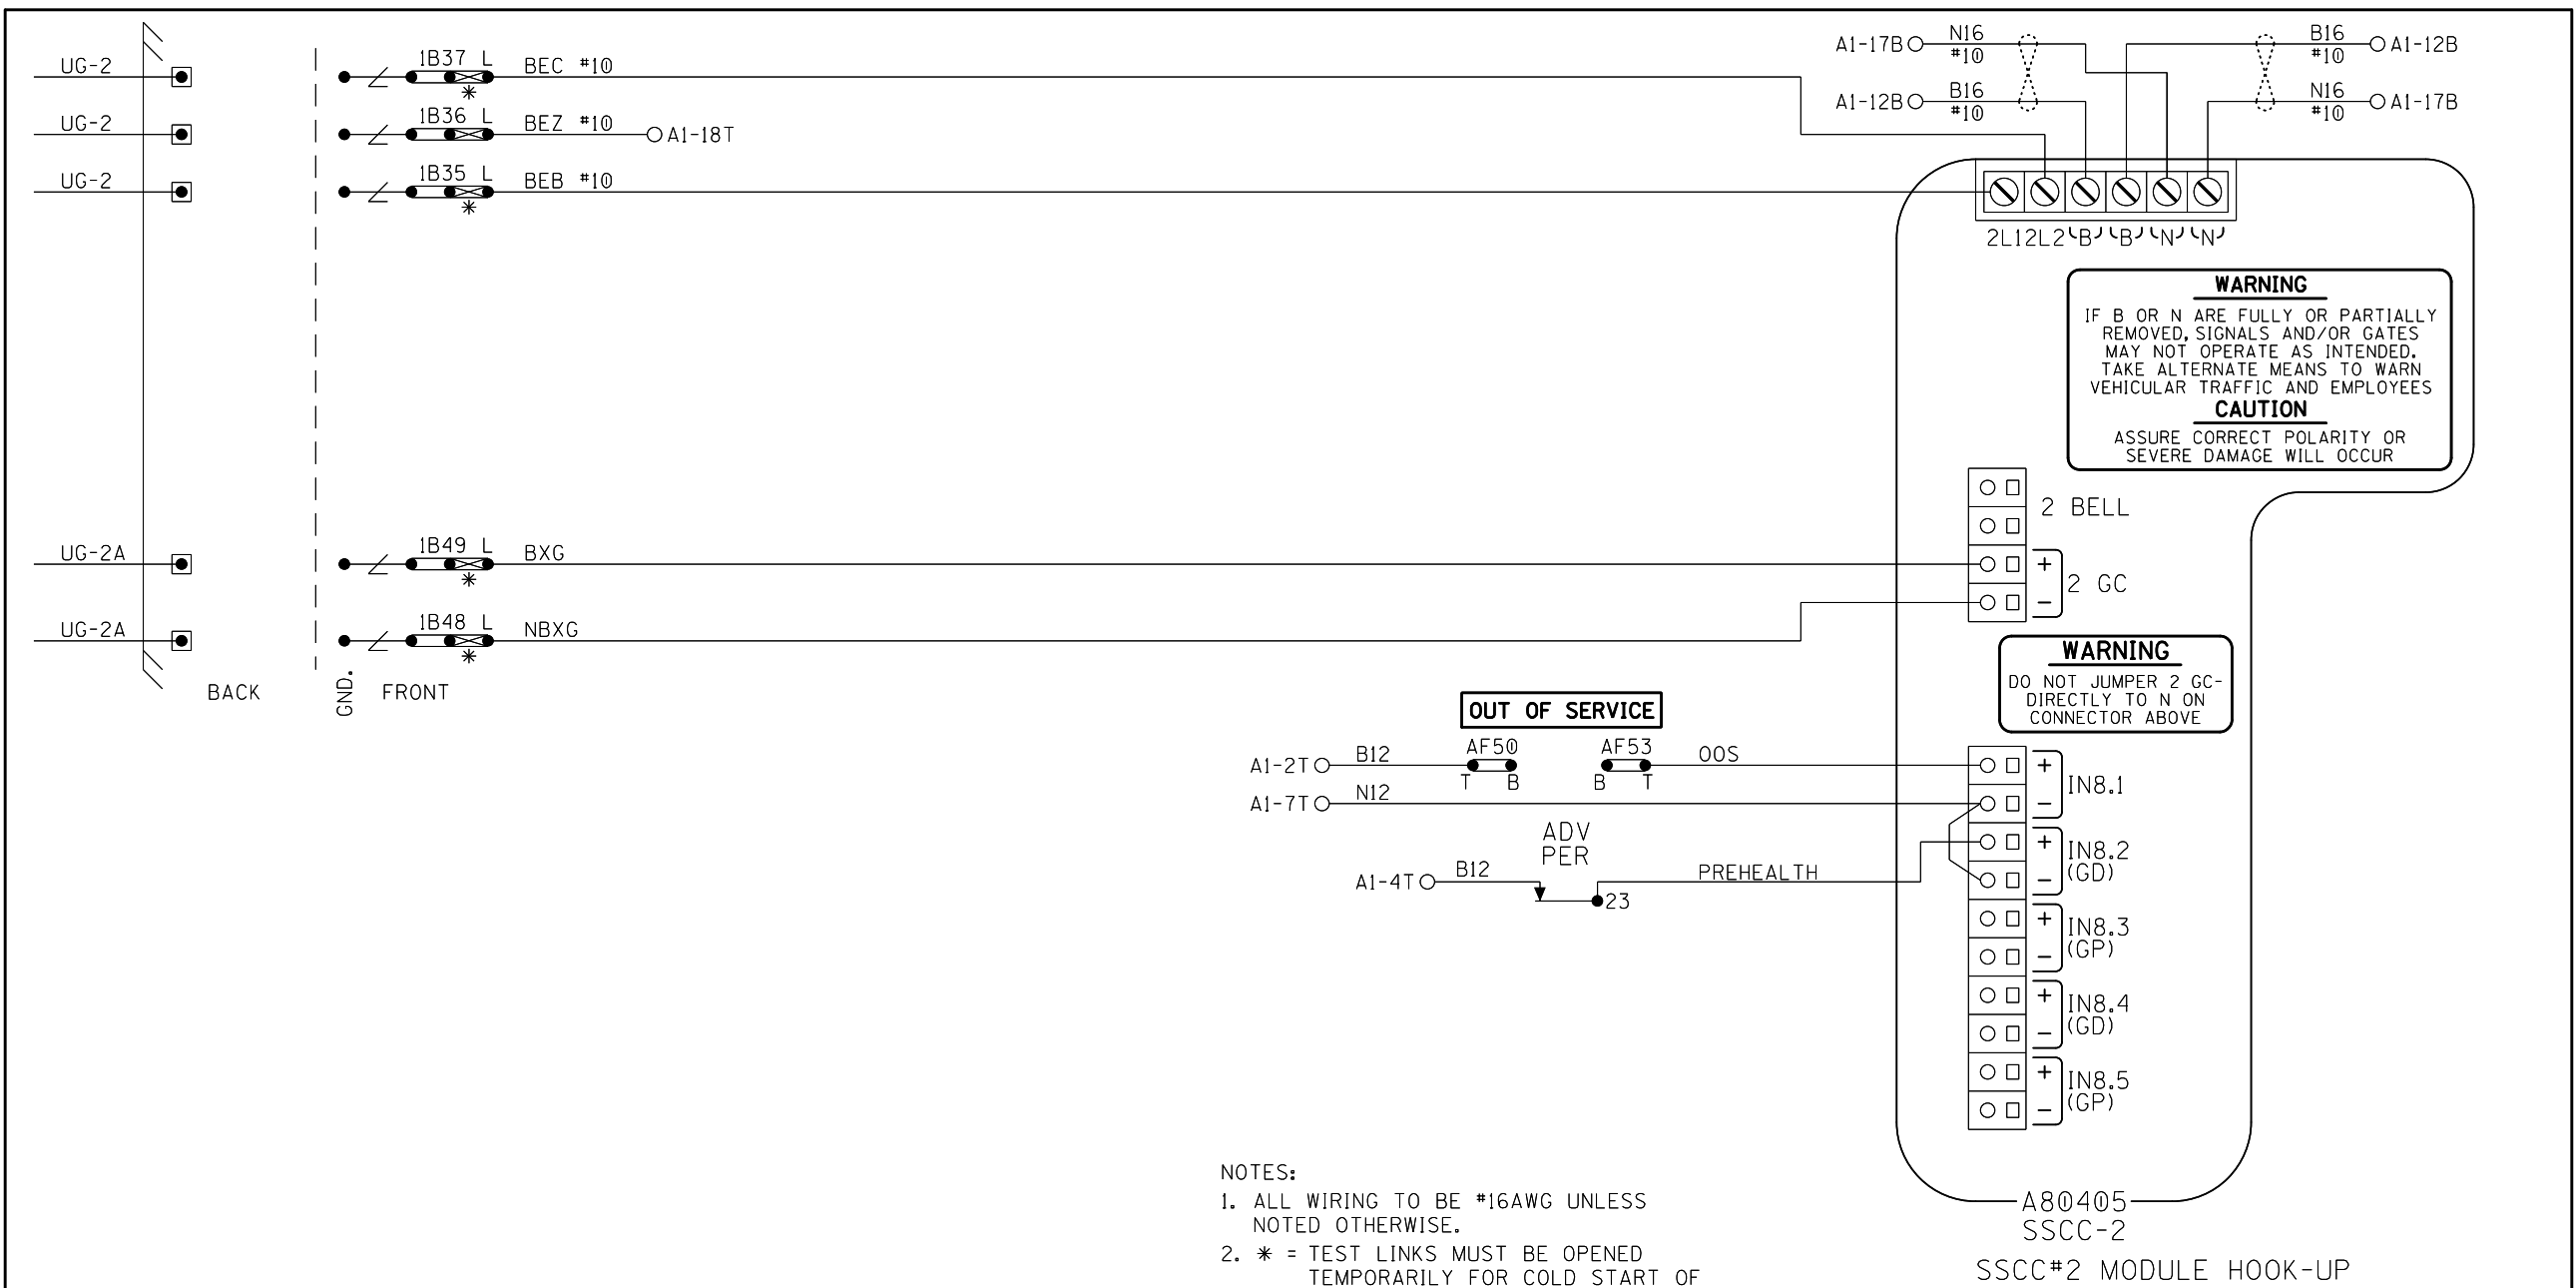 UG-2 1B37 L BEC #10
*
UG-2 1B36 L BEZ #10 A1-18T
UG-2 1B35 L BEB #10
*
A1-17B N16 #10
A1-12B B16 #10
B16 #10 A1-12B
N16 #10 A1-17B
2L1 2L2 B B N N
WARNING
IF B OR N ARE FULLY OR PARTIALLY
REMOVED, SIGNALS AND/OR GATES
MAY NOT OPERATE AS INTENDED.
TAKE ALTERNATE MEANS TO WARN
VEHICULAR TRAFFIC AND EMPLOYEES
CAUTION
ASSURE CORRECT POLARITY OR
SEVERE DAMAGE WILL OCCUR
2 BELL
UG-2A 1B49 L BXG
*
+
2 GC
-
UG-2A 1B48 L NBXG
*
BACK
GND.
FRONT
WARNING
DO NOT JUMPER 2 GC-
DIRECTLY TO N ON
CONNECTOR ABOVE
OUT OF SERVICE
A1-2T B12 AF50 AF53 OOS
T B B T
A1-7T N12
+
IN8.1
-
ADV
PER
A1-4T B12 PREHEALTH
23
+
IN8.2
(GD)
-
+
IN8.3
(GP)
-
+
IN8.4
(GD)
-
+
IN8.5
(GP)
-
NOTES:
1. ALL WIRING TO BE #16AWG UNLESS
NOTED OTHERWISE.
2. * = TEST LINKS MUST BE OPENED
TEMPORARILY FOR COLD START OF
A80405
SSCC-2
SSCC#2 MODULE HOOK-UP